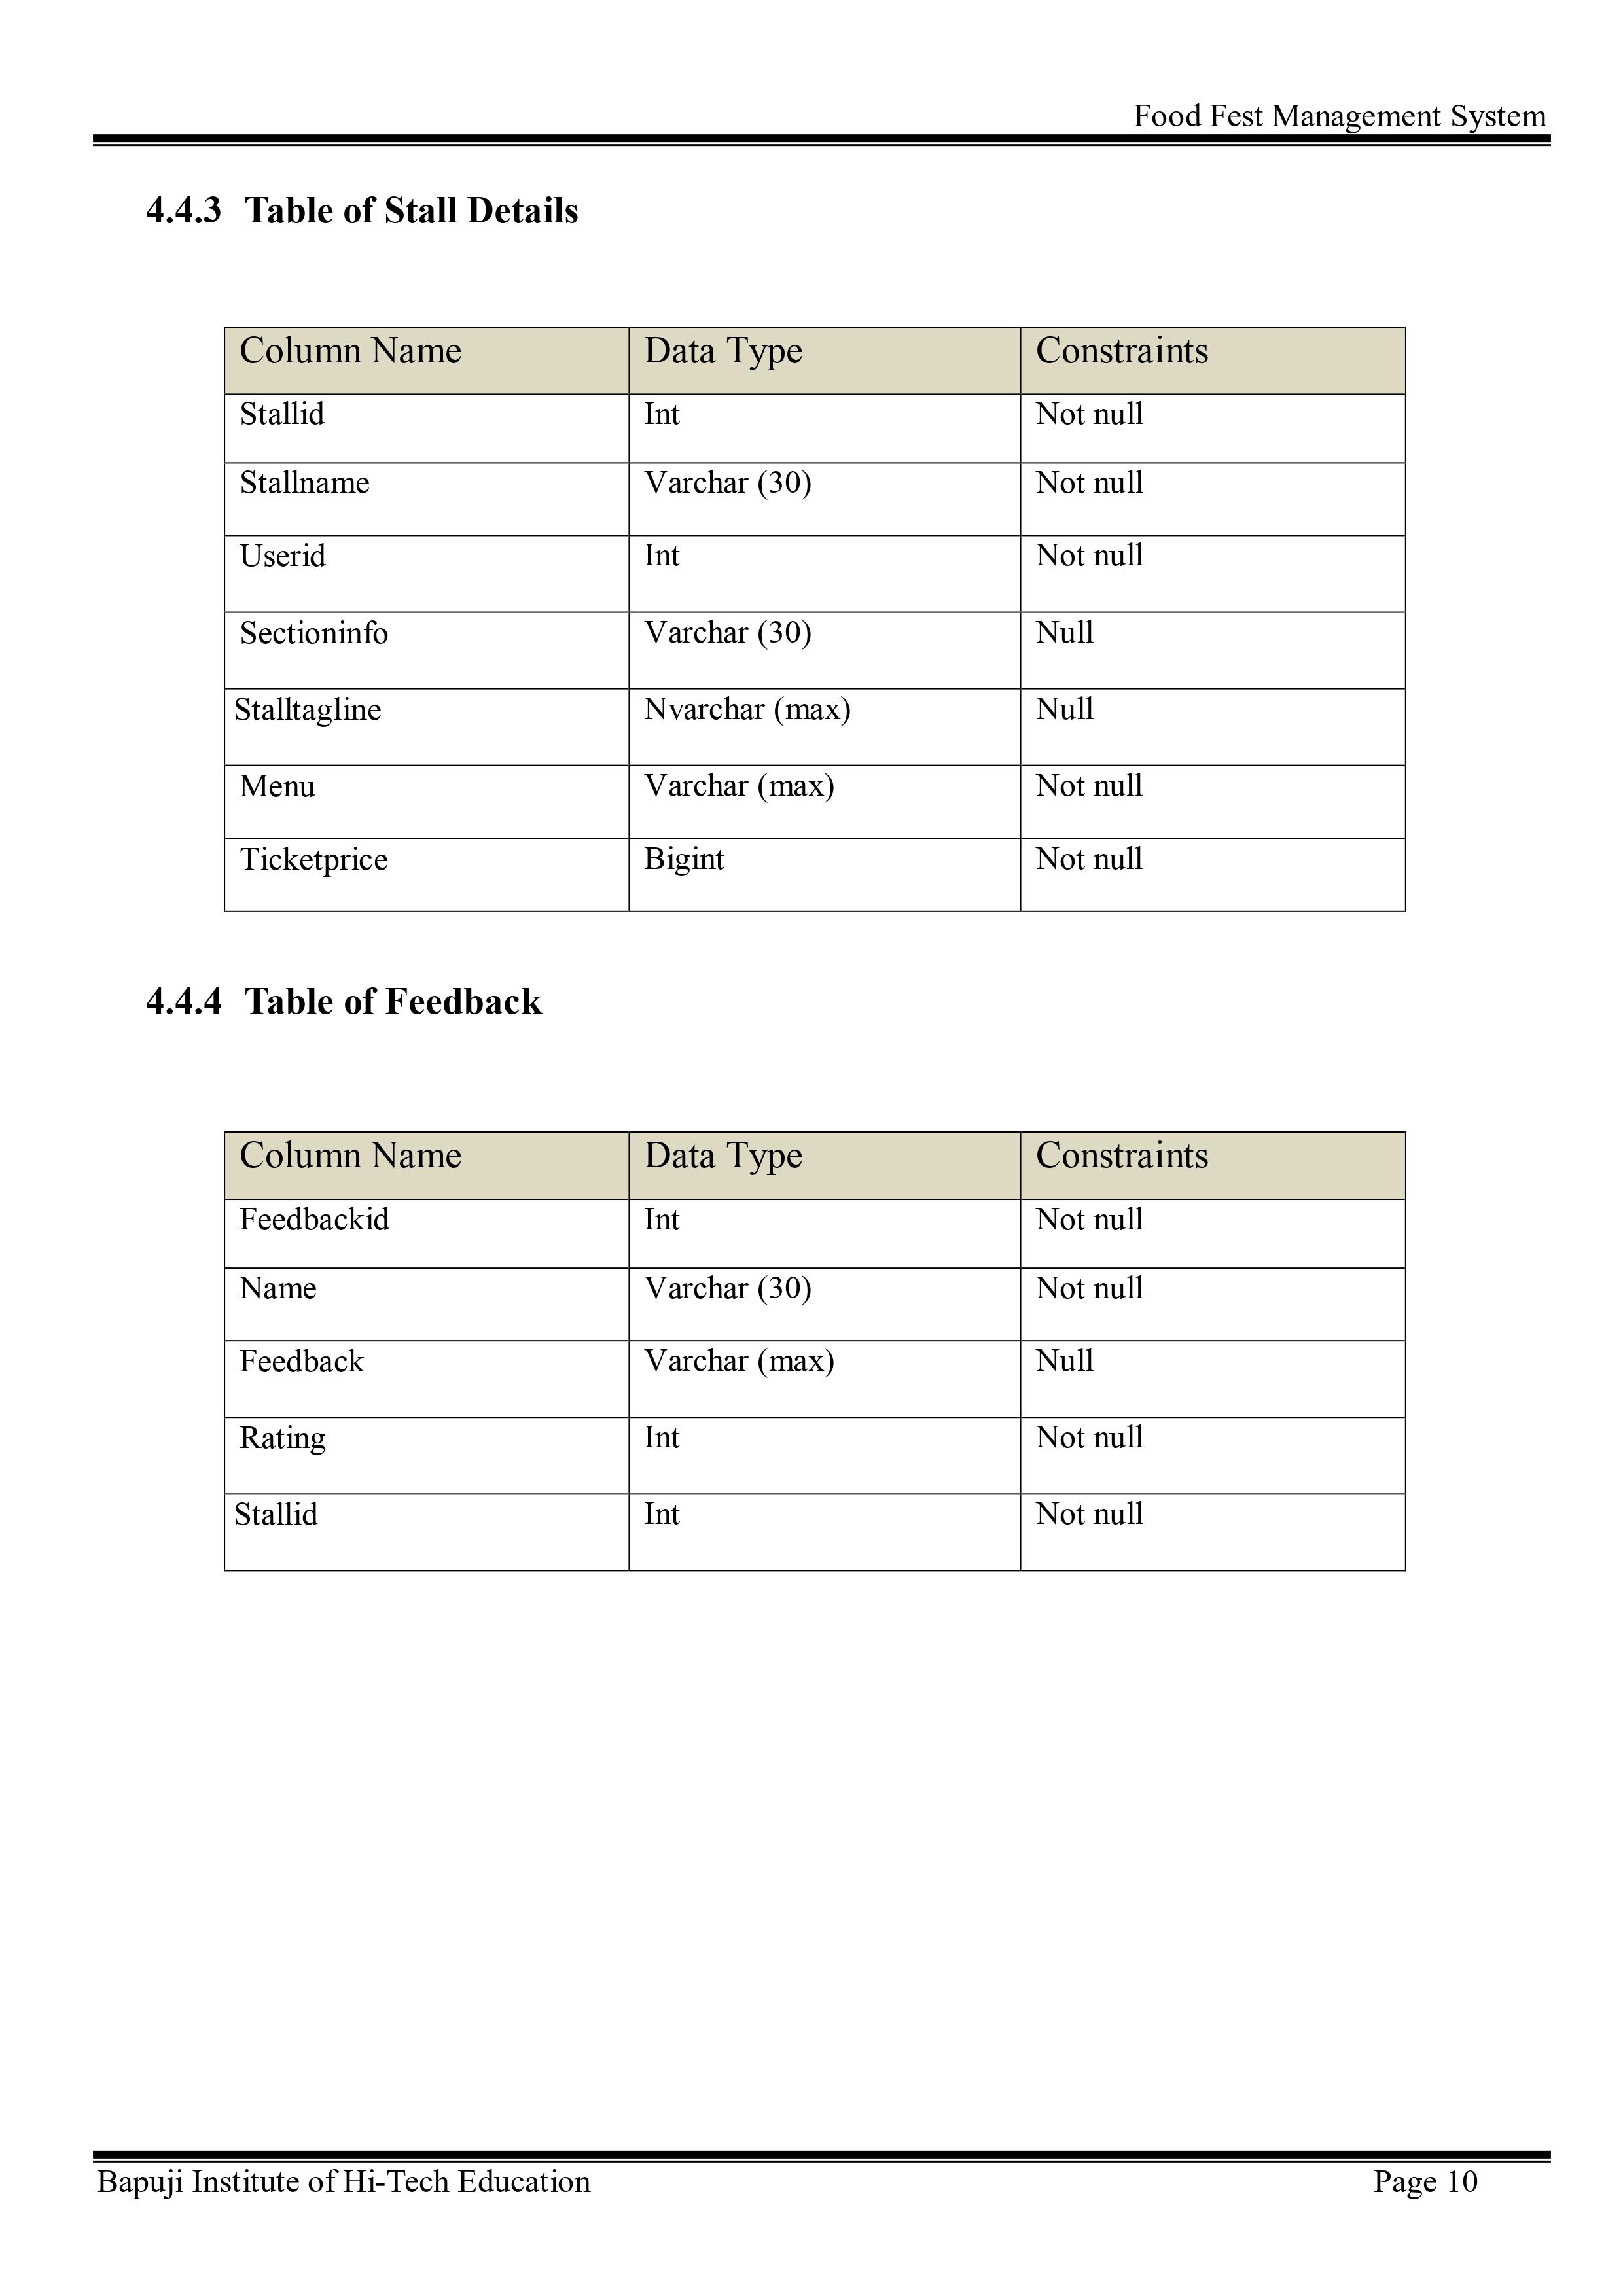 Food Fest Management System
4.4.3 Table of Stall Details
Column Name Data Type Constraints
Stallid Int Not null
Stallname Varchar (30) Not null
Userid Int Not null
Sectioninfo Varchar (30) Null
Stalltagline Nvarchar (max) Null
Menu Varchar (max) Not null
Ticketprice Bigint Not null
4.4.4 Table of Feedback
Column Name Data Type Constraints
Feedbackid Int Not null
Name Varchar (30) Not null
Feedback Varchar (max) Null
Rating Int Not null
Stallid Int Not null
Bapuji Institute of Hi-Tech Education Page 10